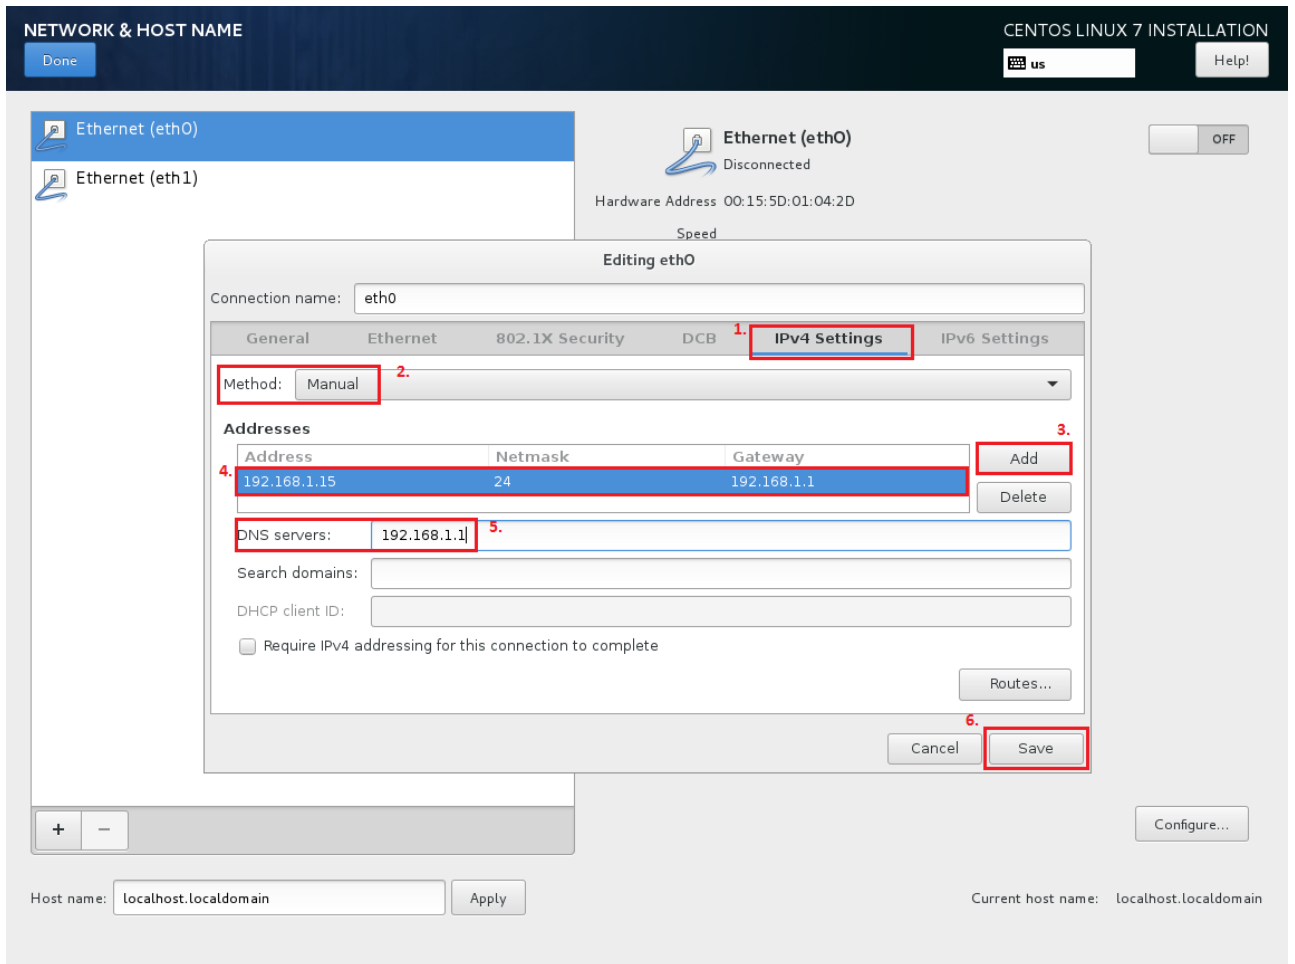 NETWORK & HOST NAME
CENTOS LINUX 7 INSTALLATION
Done
us
Help!
Ethernet (eth0)
Ethernet (eth1)
Ethernet (eth0)
Disconnected
OFF
Hardware Address 00:15:5D:01:04:2D
Speed
Editing eth0
Connection name: eth0
General Ethernet 802.1X Security DCB 1. IPv4 Settings IPv6 Settings
Method: Manual 2.
Addresses
3.
Address Netmask Gateway
Add
4. 192.168.1.15 24 192.168.1.1
Delete
DNS servers: 192.168.1.1 5.
Search domains:
DHCP client ID:
Require IPv4 addressing for this connection to complete
Routes...
6.
Cancel Save
+ −
Configure...
Host name: localhost.localdomain Apply
Current host name: localhost.localdomain